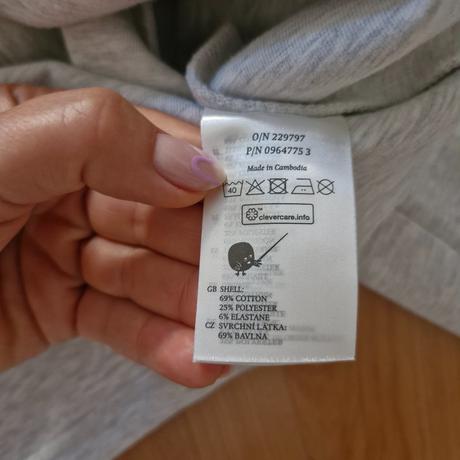 O/N 229797
P/N 0964775 3
Made in Cambodia
40
clevercare.info
GB SHELL:
69% COTTON
25% POLYESTER
6% ELASTANE
CZ SVRCHNÍ LÁTKA:
69% BAVLNA